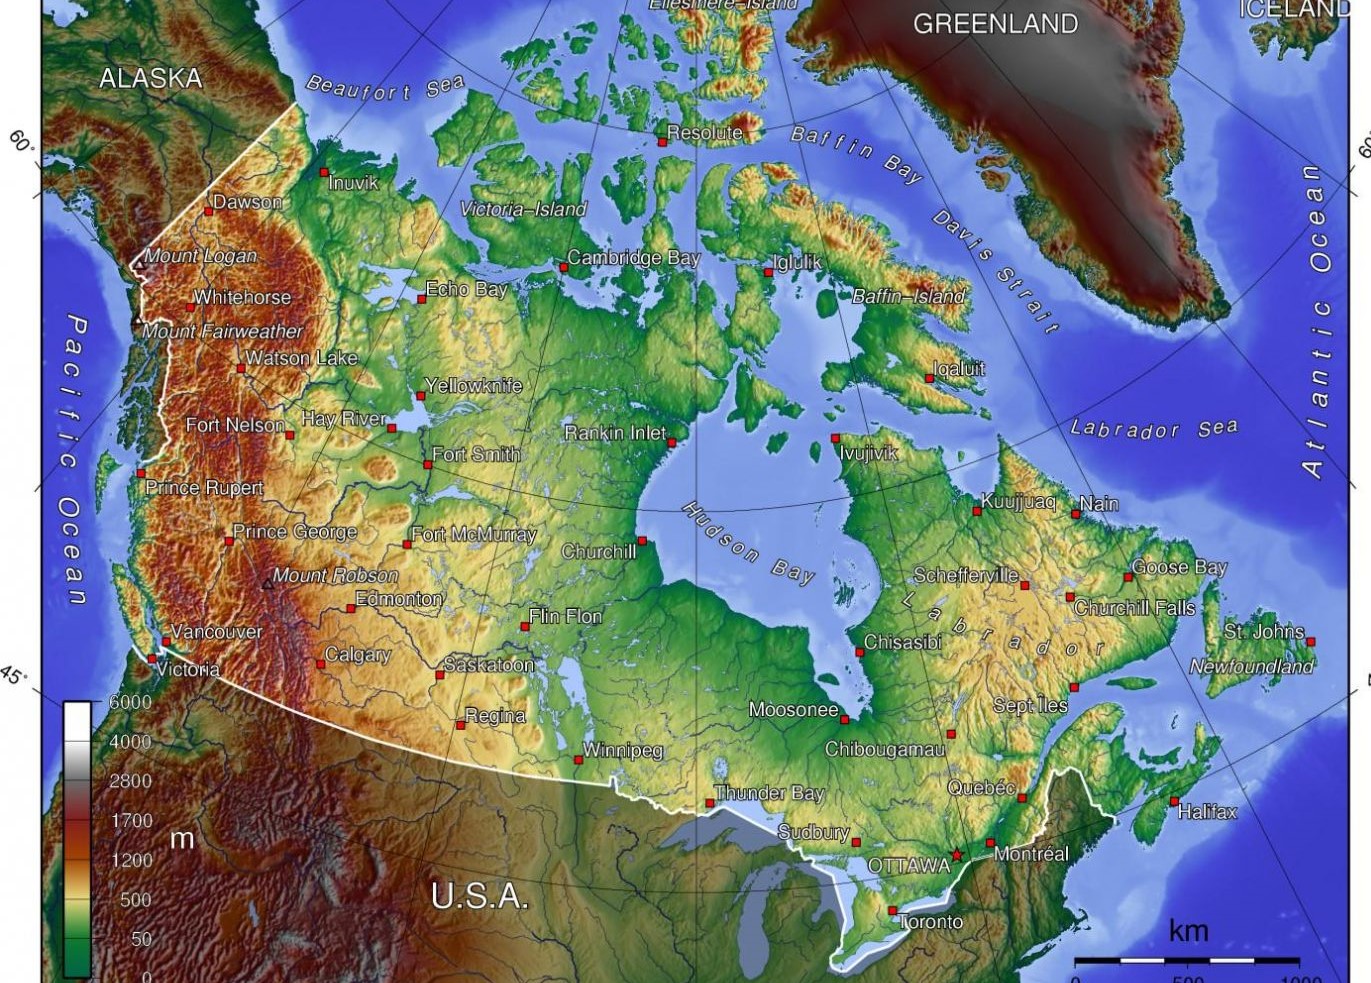 Ellesmere–Island
GREENLAND
ICELAND
ALASKA
Beaufort Sea
Resolute
Baffin Bay
60°
60
Inuvik
Dawson
Victoria–Island
Davis Strait
Atlantic Ocean
Mount Logan
Cambridge Bay
Iglulik
Echo Bay
Baffin–Island
Whitehorse
Mount Fairweather
Pacific Ocean
Watson Lake
Iqaluit
Yellowknife
Fort Nelson
Hay River
Rankin Inlet
Labrador Sea
Fort Smith
Ivujivik
Prince Rupert
Kuujjuaq
Nain
Hudson Bay
Prince George
Fort McMurray
Churchill
Mount Robson
Schefferville
Goose Bay
Edmonton
Churchill Falls
Flin Flon
Labrador
Vancouver
St. Johns
Chisasibi
Calgary
Saskatoon
Newfoundland
Victoria
45°
Sept Îles
Moosonee
Regina
Chibougamau
Winnipeg
Quebéc
Thunder Bay
Halifax
Sudbury
Montréal
OTTAWA
U.S.A.
Toronto
6000
4000
2800
1700
m
1200
500
50
0
km
0 500 1000